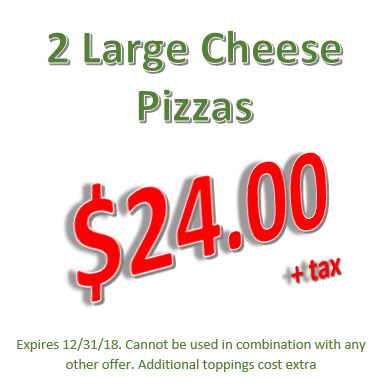 2 Large Cheese
Pizzas
$24.00
+ tax
Expires 12/31/18. Cannot be used in combination with any
other offer. Additional toppings cost extra